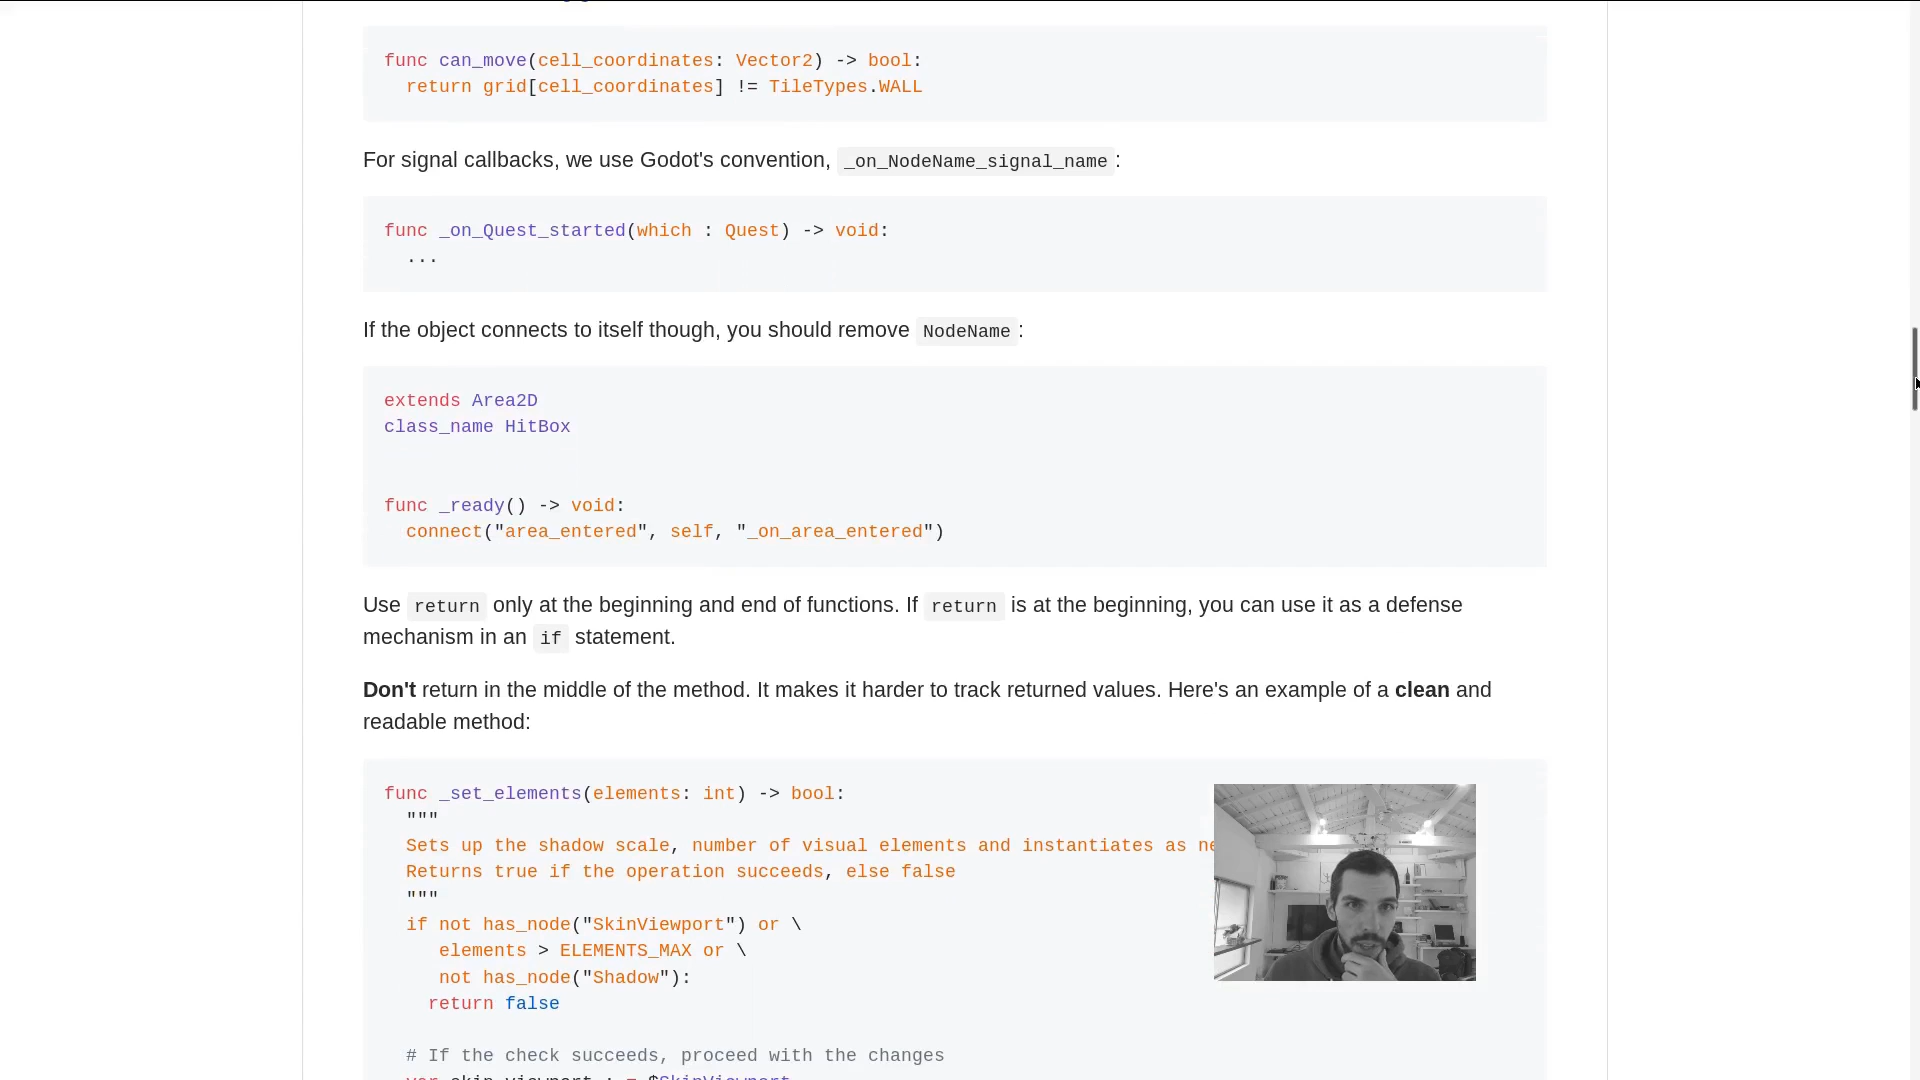 func can_move(cell_coordinates: Vector2) -> bool:
return grid[cell_coordinates] != TileTypes.WALL
For signal callbacks, we use Godot's convention, _on_NodeName_signal_name:
func _on_Quest_started(which : Quest) -> void:
...
If the object connects to itself though, you should remove NodeName:
extends Area2D
class_name HitBox
func _ready() -> void:
connect("area_entered", self, "_on_area_entered")
Use return only at the beginning and end of functions. If return is at the beginning, you can use it as a defense
mechanism in an if statement.
Don't return in the middle of the method. It makes it harder to track returned values. Here's an example of a clean and
readable method:
func _set_elements(elements: int) -> bool:
"""
Sets up the shadow scale, number of visual elements and instantiates as
Returns true if the operation succeeds, else false
"""
if not has_node("SkinViewport") or \
elements > ELEMENTS_MAX or \
not has_node("Shadow"):
return false
# If the check succeeds, proceed with the changes
var skin_viewport := $SkinViewport